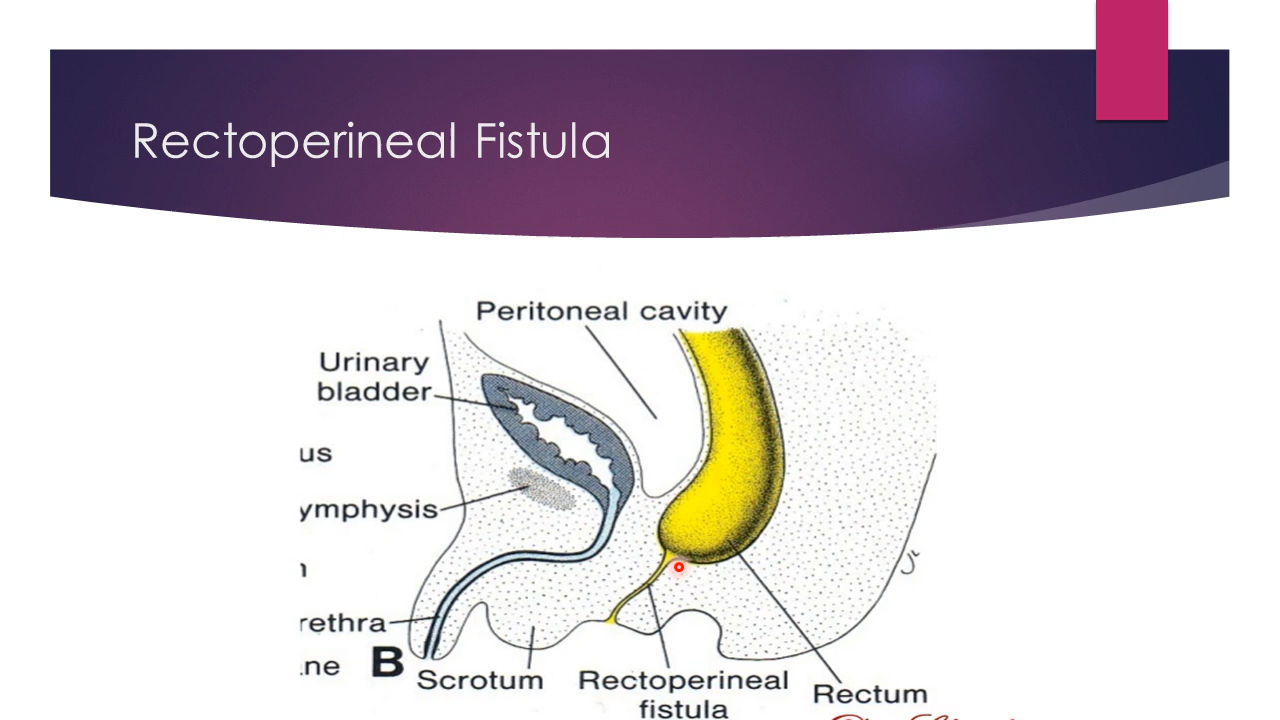 Rectoperineal Fistula
Peritoneal cavity
Urinary
bladder
us
ymphysis
n
rethra
ne
B
Scrotum
Rectoperineal
fistula
Rectum